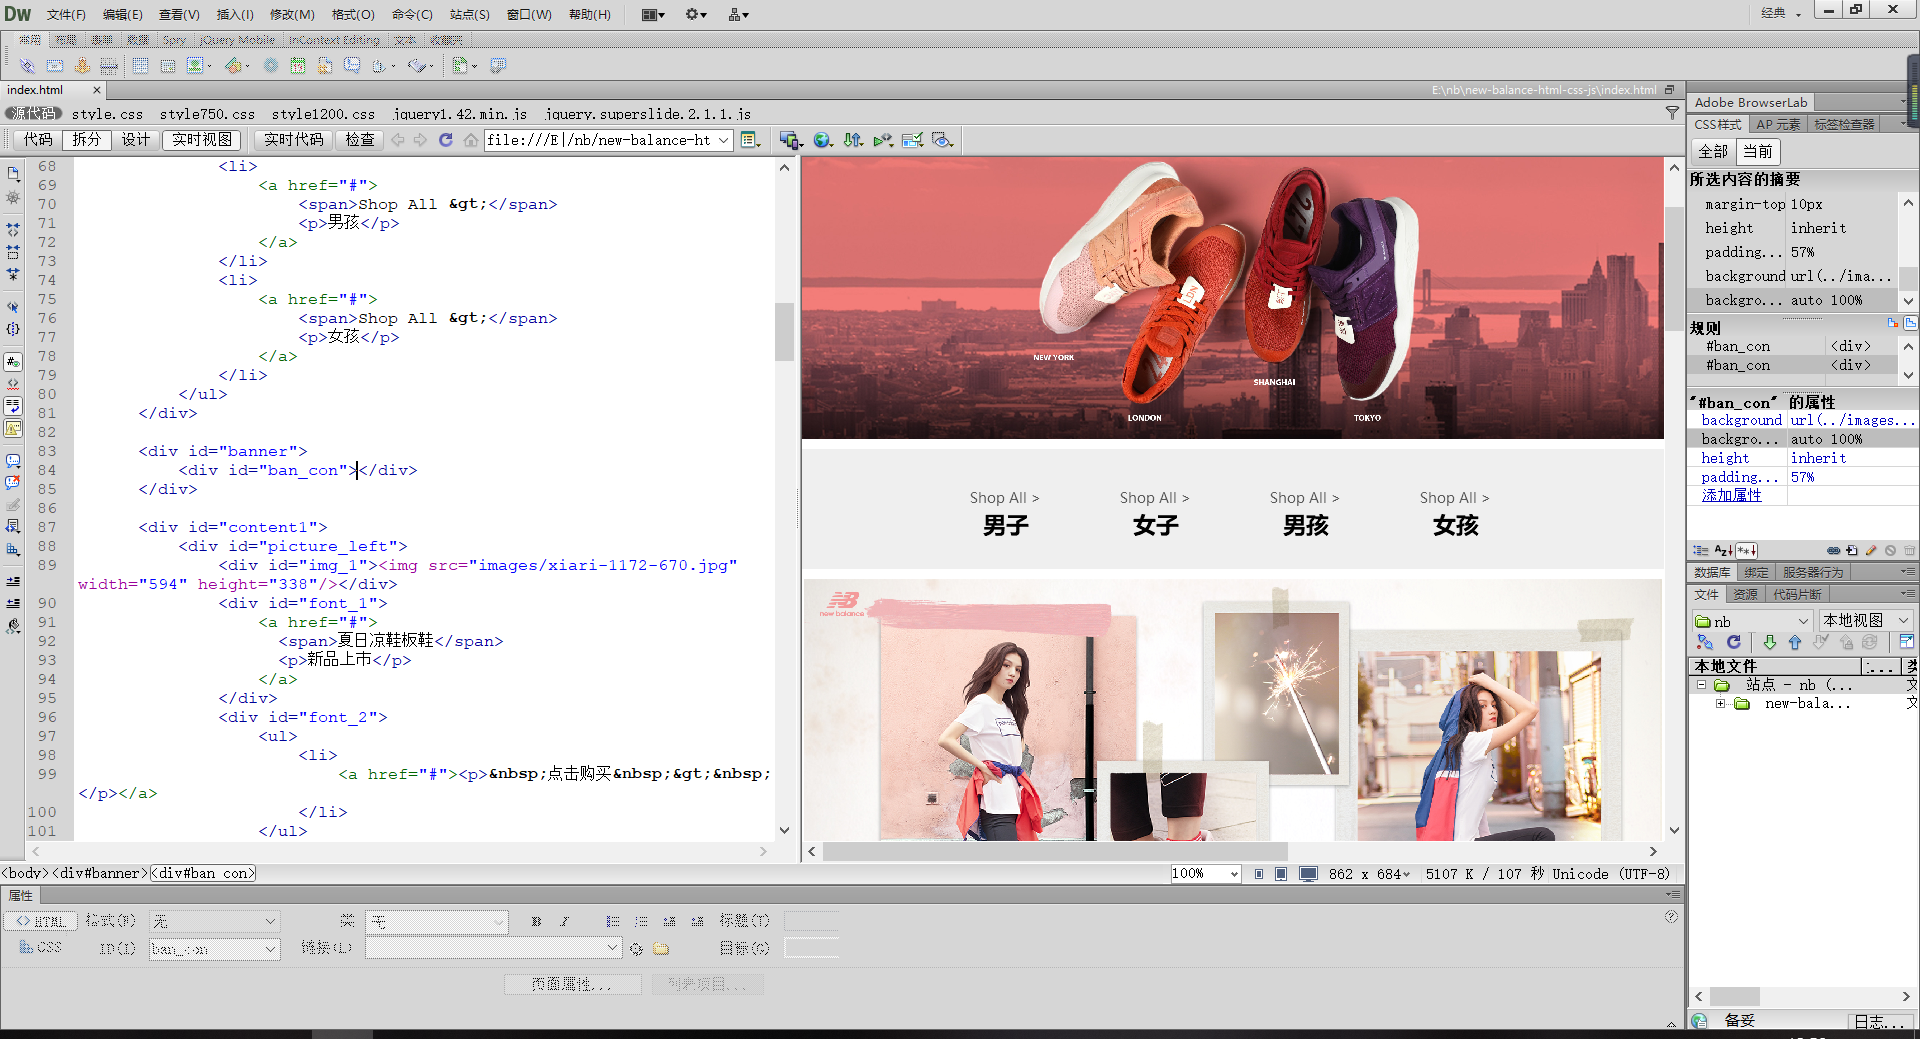 Dw 文件(F) 编辑(E) 查看(V) 插入(I) 修改(M) 格式(O) 命令(C) 站点(S) 窗口(W) 帮助(H) 经典
常用 布局 表单 数据 Spry jQuery Mobile InContext Editing 文本 收藏夹
index.html E:\nb\new-balance-html-css-js\index.html
源代码 style.css style750.css style1200.css jquery1.42.min.js jquery.superslide.2.1.1.js
代码 拆分 设计 实时视图 实时代码 检查 file:///E|/nb/new-balance-ht
68 <li>
69 <a href="#">
70 <span>Shop All &gt;</span>
71 <p>男孩</p>
72 </a>
73 </li>
74 <li>
75 <a href="#">
76 <span>Shop All &gt;</span>
77 <p>女孩</p>
78 </a>
79 </li>
80 </ul>
81 </div>
82
83 <div id="banner">
84 <div id="ban_con"></div>
85 </div>
86
87 <div id="content1">
88 <div id="picture_left">
89 <div id="img_1"><img src="images/xiari-1172-670.jpg"
width="594" height="338"/></div>
90 <div id="font_1">
91 <a href="#">
92 <span>夏日凉鞋板鞋</span>
93 <p>新品上市</p>
94 </a>
95 </div>
96 <div id="font_2">
97 <ul>
98 <li>
99 <a href="#"><p>&nbsp;点击购买&nbsp;&gt;&nbsp;
</p></a>
100 </li>
101 </ul>
NEW YORK
SHANGHAI
LONDON
TOKYO
Shop All > Shop All > Shop All > Shop All >
男子 女子 男孩 女孩
new balance
<body> <div#banner> <div#ban_con>
100% 862 x 684 5107 K / 107 秒 Unicode (UTF-8)
属性
<> HTML 格式(R) 无 类 无 B I 标题(T)
CSS ID(I) ban_con 链接(L) 目标(G)
页面属性... 列表项目...
Adobe BrowserLab
CSS样式 AP 元素 标签检查器
全部 当前
所选内容的摘要
margin-top 10px
height inherit
padding... 57%
background url(../ima...
backgro... auto 100%
规则
#ban_con <div>
#ban_con <div>
"#ban_con" 的属性
background url(../images...
backgro... auto 100%
height inherit
padding... 57%
添加属性
数据库 绑定 服务器行为
文件 资源 代码片断
nb 本地视图
本地文件
站点 - nb (...
new-bala...
备妥 日志...